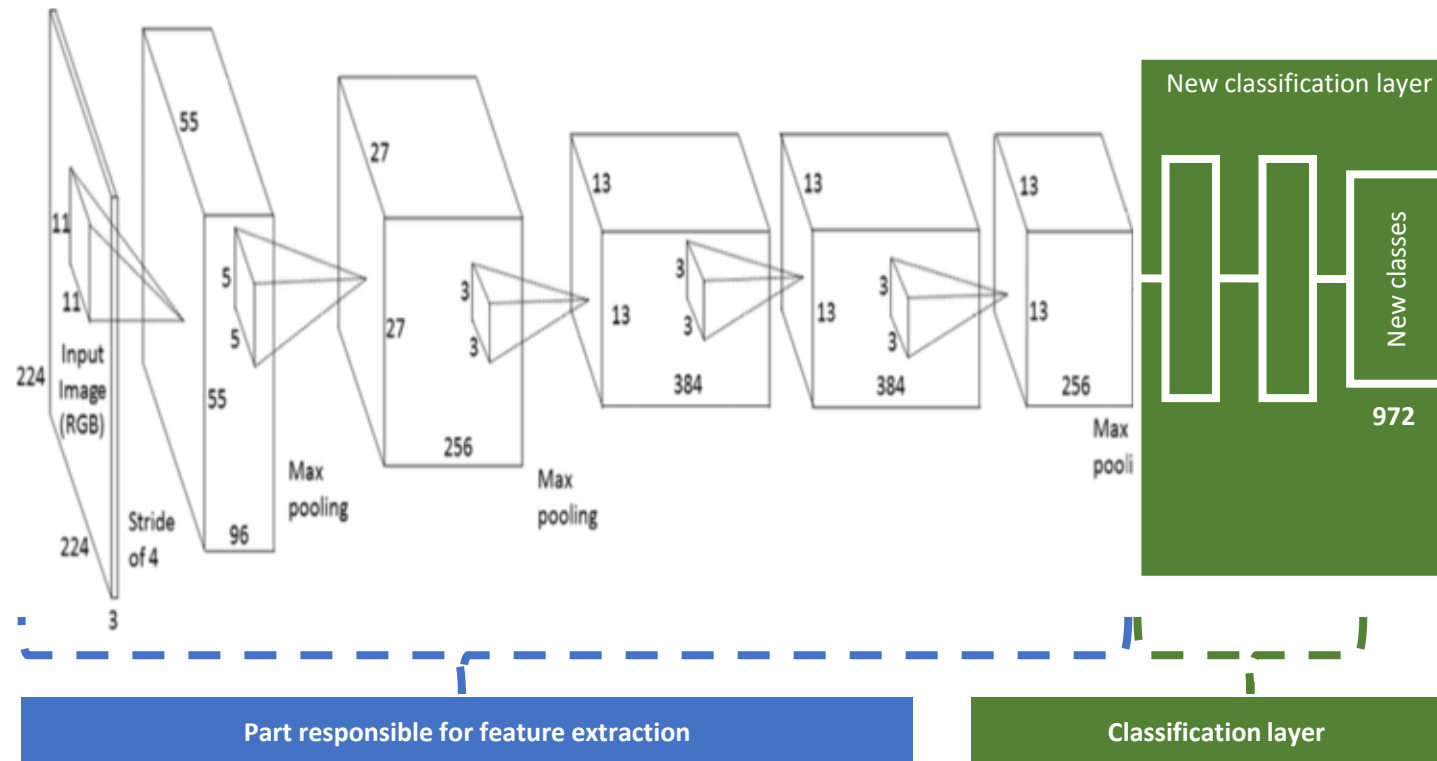 11
11
Input
Image
(RGB)
224
224
3
Stride
of 4
55
55
96
5
5
Max
pooling
27
27
256
3
3
Max
pooling
13
13
384
3
3
13
13
384
3
3
13
13
256
Max
pooli
New classification layer
New classes
972
Part responsible for feature extraction
Classification layer